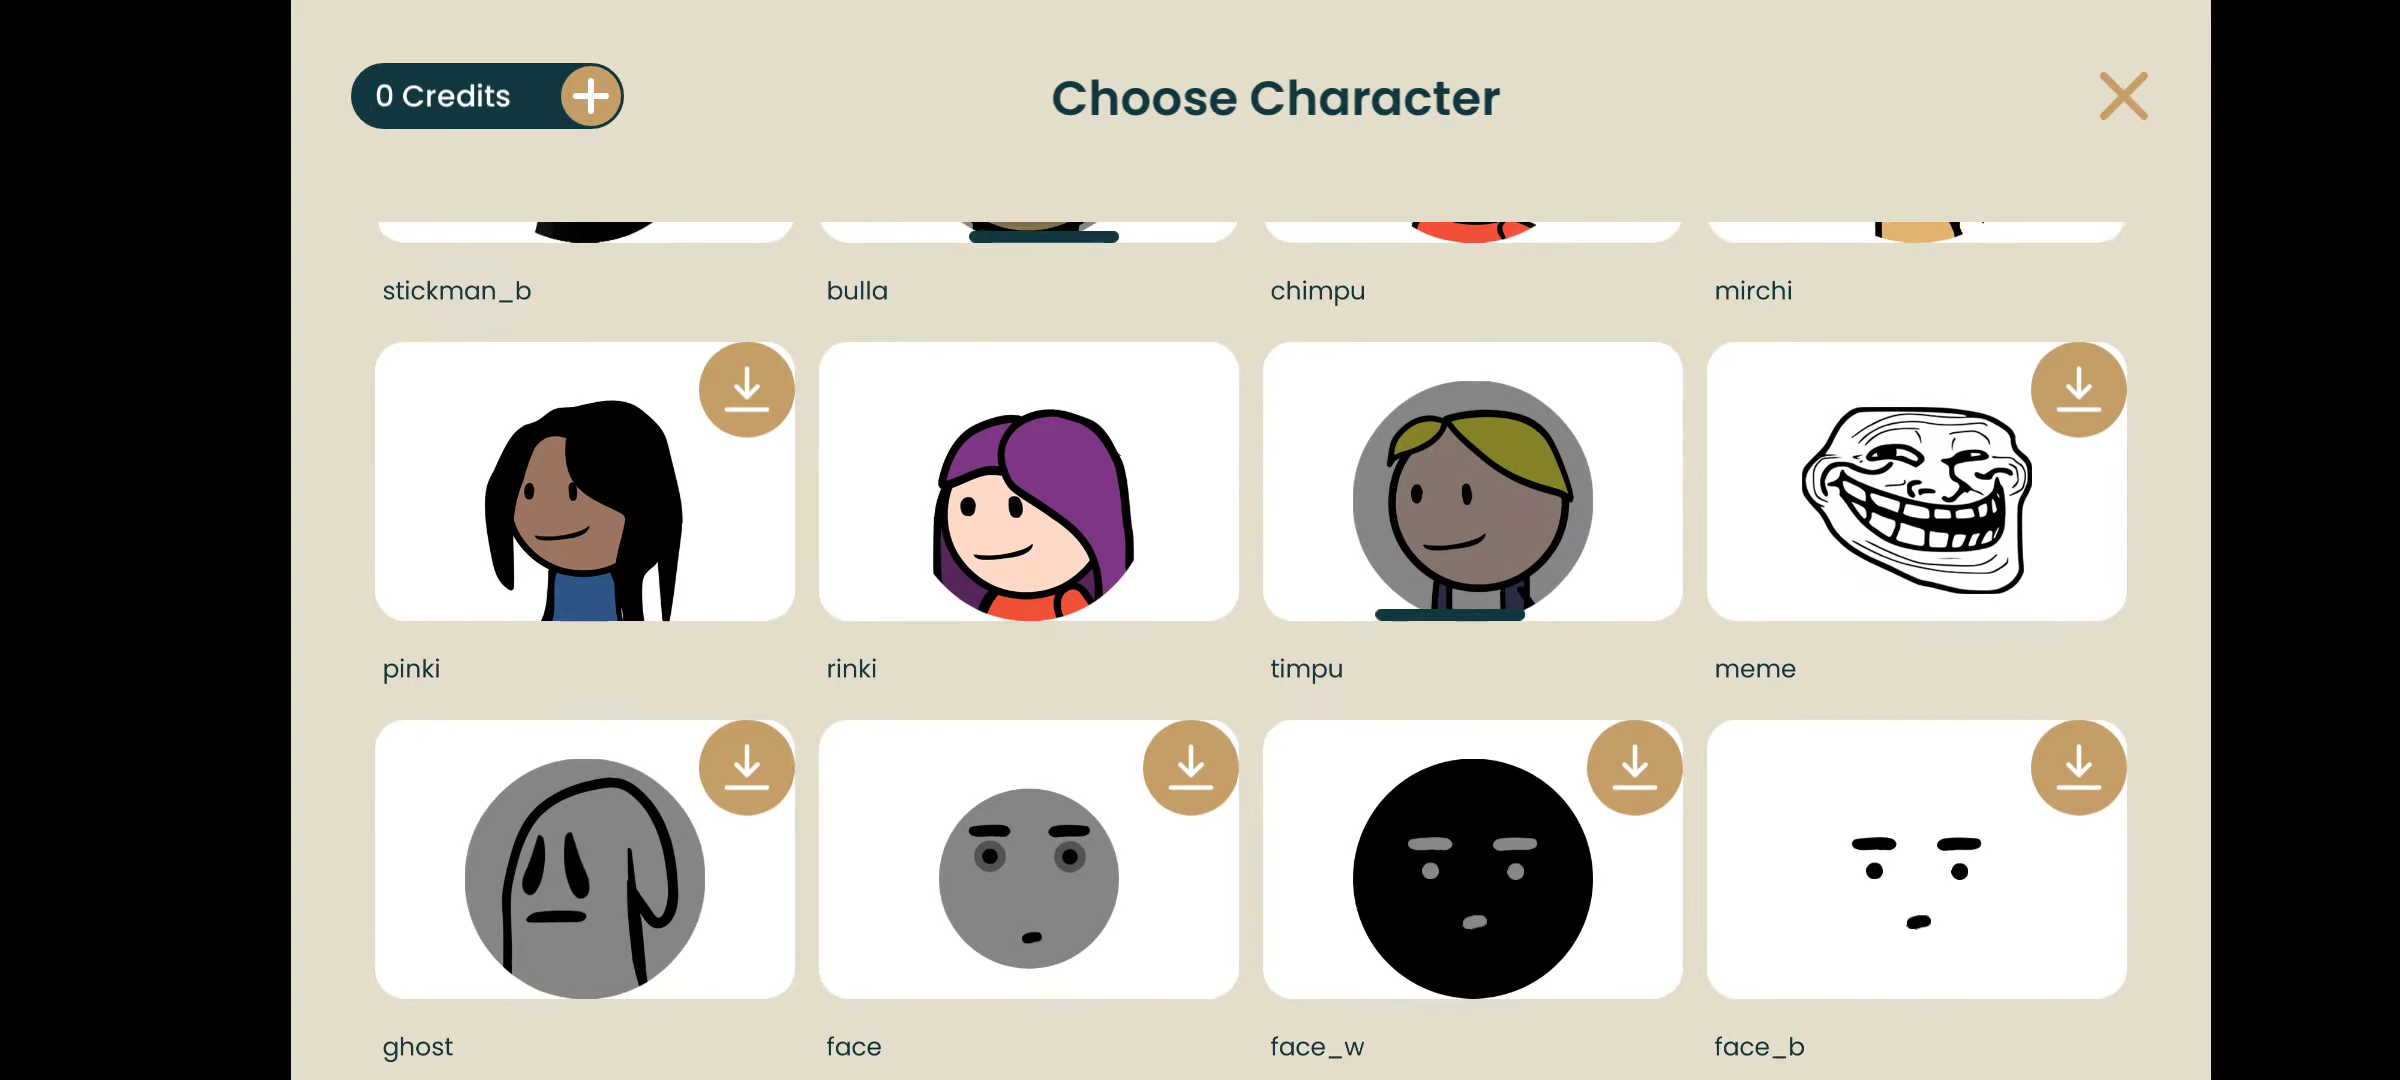 0 Credits
Choose Character
stickman_b
bulla
chimpu
mirchi
pinki
rinki
timpu
meme
ghost
face
face_w
face_b